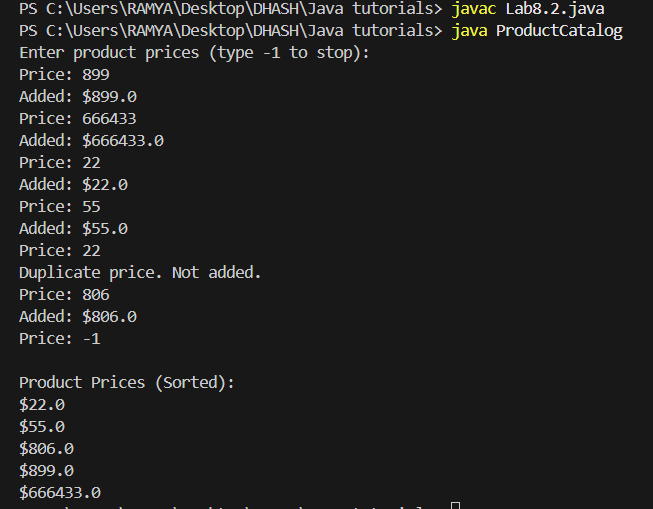 PS C:\Users\RAMYA\Desktop\DHASH\Java tutorials> javac Lab8.2.java
PS C:\Users\RAMYA\Desktop\DHASH\Java tutorials> java ProductCatalog
Enter product prices (type -1 to stop):
Price: 899
Added: $899.0
Price: 666433
Added: $666433.0
Price: 22
Added: $22.0
Price: 55
Added: $55.0
Price: 22
Duplicate price. Not added.
Price: 806
Added: $806.0
Price: -1
Product Prices (Sorted):
$22.0
$55.0
$806.0
$899.0
$666433.0